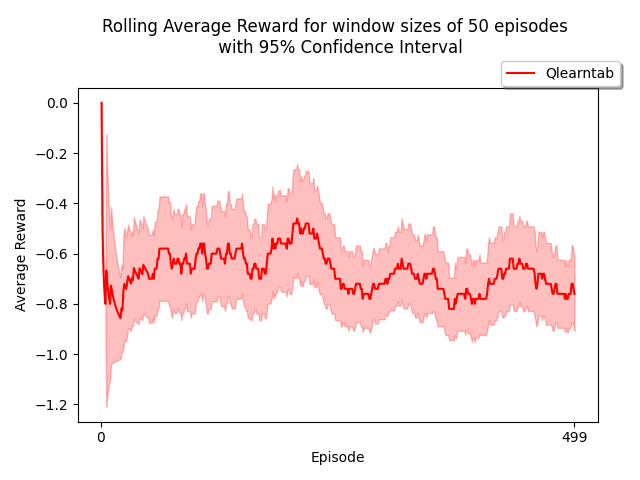 Rolling Average Reward for window sizes of 50 episodes
with 95% Confidence Interval
Qlearntab
0.0
−0.2
−0.4
−0.6
−0.8
−1.0
−1.2
Average Reward
0
499
Episode